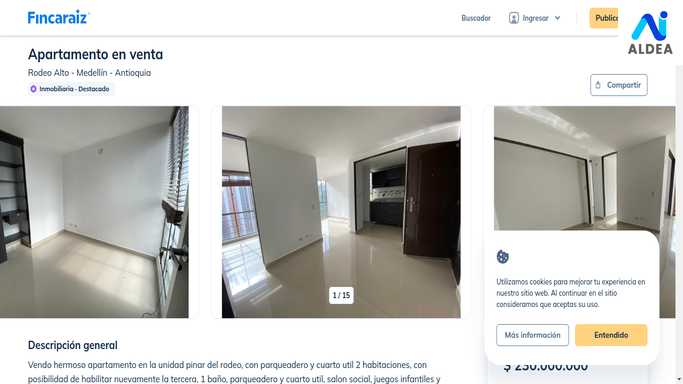 Fincaraiz
Buscador
Ingresar
Public
ALDEA
Apartamento en venta
Rodeo Alto - Medellín - Antioquia
Inmobiliaria · Destacado
Compartir
1 / 15
Utilizamos cookies para mejorar tu experiencia en
nuestro sitio web. Al continuar en el sitio
consideramos que aceptas su uso.
Más información
Entendido
$ 230.000.000
Descripción general
Vendo hermoso apartamento en la unidad pinar del rodeo, con parqueadero y cuarto util 2 habitaciones, con
posibilidad de habilitar nuevamente la tercera, 1 baño, parqueadero y cuarto util, salon social, juegos infantiles y